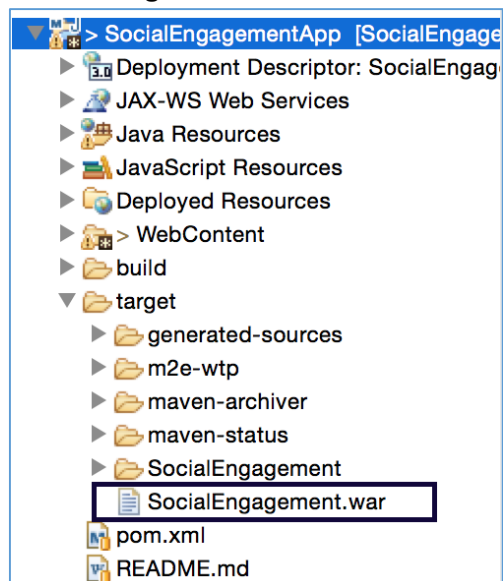 > SocialEngagementApp [SocialEngage
Deployment Descriptor: SocialEngag
JAX-WS Web Services
Java Resources
JavaScript Resources
Deployed Resources
> WebContent
build
target
generated-sources
m2e-wtp
maven-archiver
maven-status
SocialEngagement
SocialEngagement.war
pom.xml
README.md